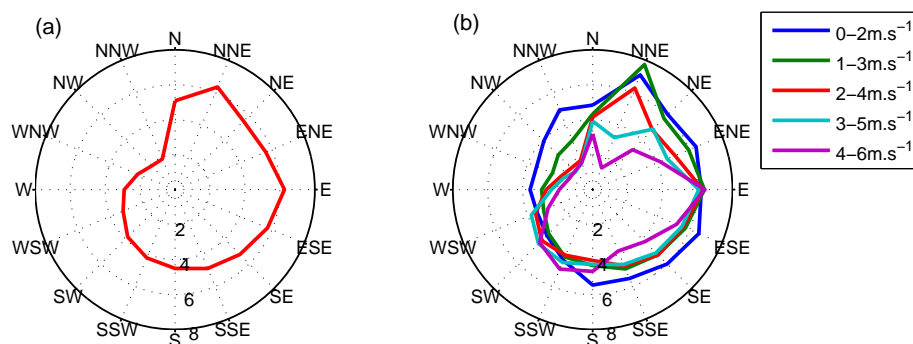 (a)
N
NNW
NNE
NW
NE
WNW
ENE
W
E
WSW
ESE
SW
SE
SSW
SSE
S
2
4
6
8
(b)
N
NNW
NNE
NW
NE
WNW
ENE
W
E
WSW
ESE
SW
SE
SSW
SSE
S
2
4
6
8
0–2m.s⁻¹
1–3m.s⁻¹
2–4m.s⁻¹
3–5m.s⁻¹
4–6m.s⁻¹